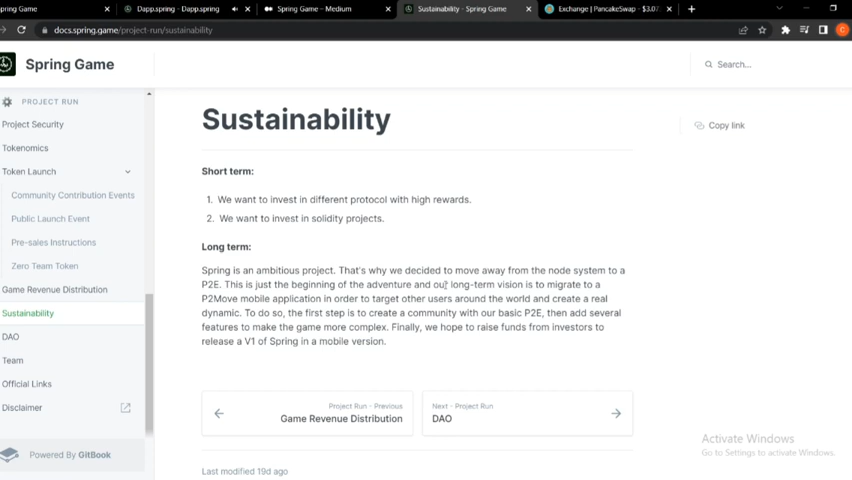 pring Game
Dapp.spring - Dapp.spring
Spring Game – Medium
Sustainability - Spring Game
Exchange | PancakeSwap - $3.07
docs.spring.game/project-run/sustainability
C
Spring Game
Search...
PROJECT RUN
Project Security
Tokenomics
Token Launch
Community Contribution Events
Public Launch Event
Pre-sales Instructions
Zero Team Token
Game Revenue Distribution
Sustainability
DAO
Team
Official Links
Disclaimer
Powered By GitBook
Sustainability
Copy link
Short term:
1. We want to invest in different protocol with high rewards.
2. We want to invest in solidity projects.
Long term:
Spring is an ambitious project. That's why we decided to move away from the node system to a
P2E. This is just the beginning of the adventure and our long-term vision is to migrate to a
P2Move mobile application in order to target other users around the world and create a real
dynamic. To do so, the first step is to create a community with our basic P2E, then add several
features to make the game more complex. Finally, we hope to raise funds from investors to
release a V1 of Spring in a mobile version.
Project Run - Previous
Game Revenue Distribution
Next - Project Run
DAO
Last modified 19d ago
Activate Windows
Go to Settings to activate Windows.